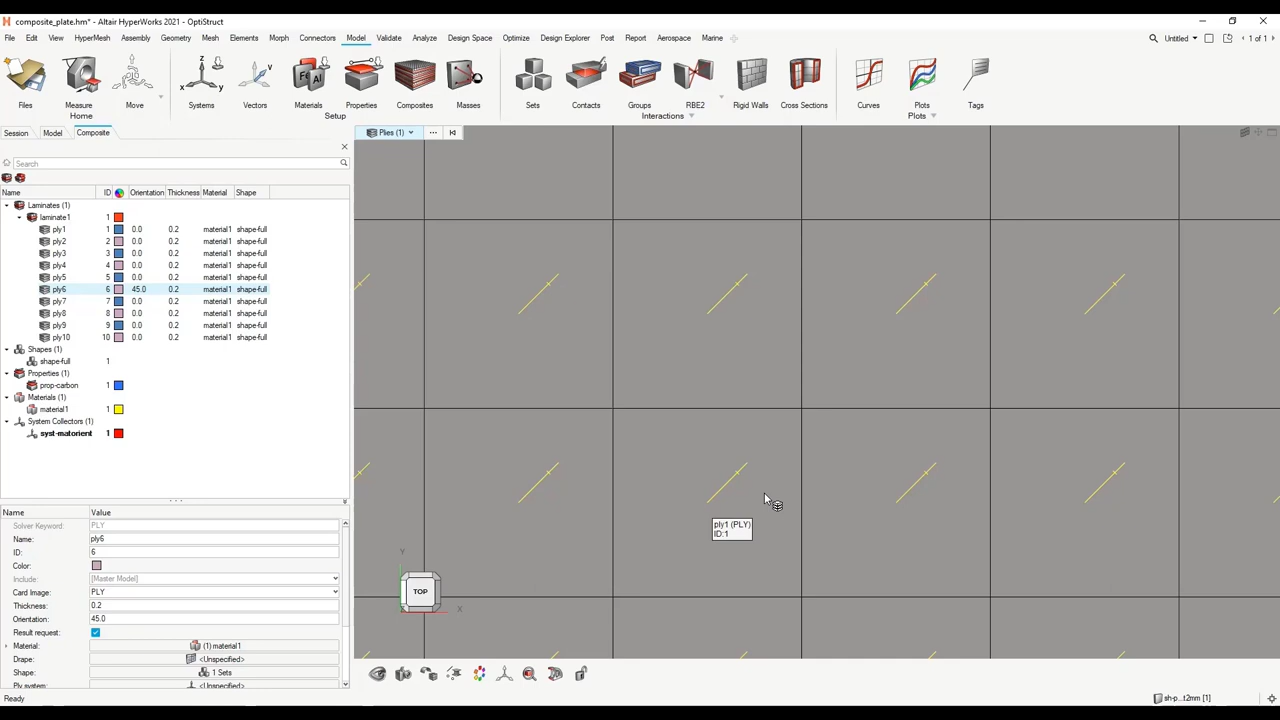 composite_plate.hm* - Altair HyperWorks 2021 - OptiStruct
File Edit View HyperMesh Assembly Geometry Mesh Elements Morph Connectors Model Validate Analyze Design Space Optimize Design Explorer Post Report Aerospace Marine Untitled 1 of 1
Files Measure Move Systems Vectors Materials Properties Composites Masses Sets Contacts Groups RBE2 Rigid Walls Cross Sections Curves Plots Tags
Home Setup Interactions Plots
Session Model Composite Plies (1)
Search
Name ID Orientation Thickness Material Shape
Laminates (1)
laminate1 1
ply1 1 0.0 0.2 material1 shape-full
ply2 2 0.0 0.2 material1 shape-full
ply3 3 0.0 0.2 material1 shape-full
ply4 4 0.0 0.2 material1 shape-full
ply5 5 0.0 0.2 material1 shape-full
ply6 6 45.0 0.2 material1 shape-full
ply7 7 0.0 0.2 material1 shape-full
ply8 8 0.0 0.2 material1 shape-full
ply9 9 0.0 0.2 material1 shape-full
ply10 10 0.0 0.2 material1 shape-full
Shapes (1)
shape-full 1
Properties (1)
prop-carbon 1
Materials (1)
material1 1
System Collectors (1)
syst-matorient 1
Name Value
Solver Keyword: PLY
Name: ply6
ID: 6
Color:
Include: [Master Model]
Card Image: PLY
Thickness: 0.2
Orientation: 45.0
Result request:
Material: (1) material1
Drape: <Unspecified>
Shape: 1 Sets
Ply system: <Unspecified>
ply1 (PLY)
ID:1
Y
TOP
X
Ready sh-p...t2mm [1]